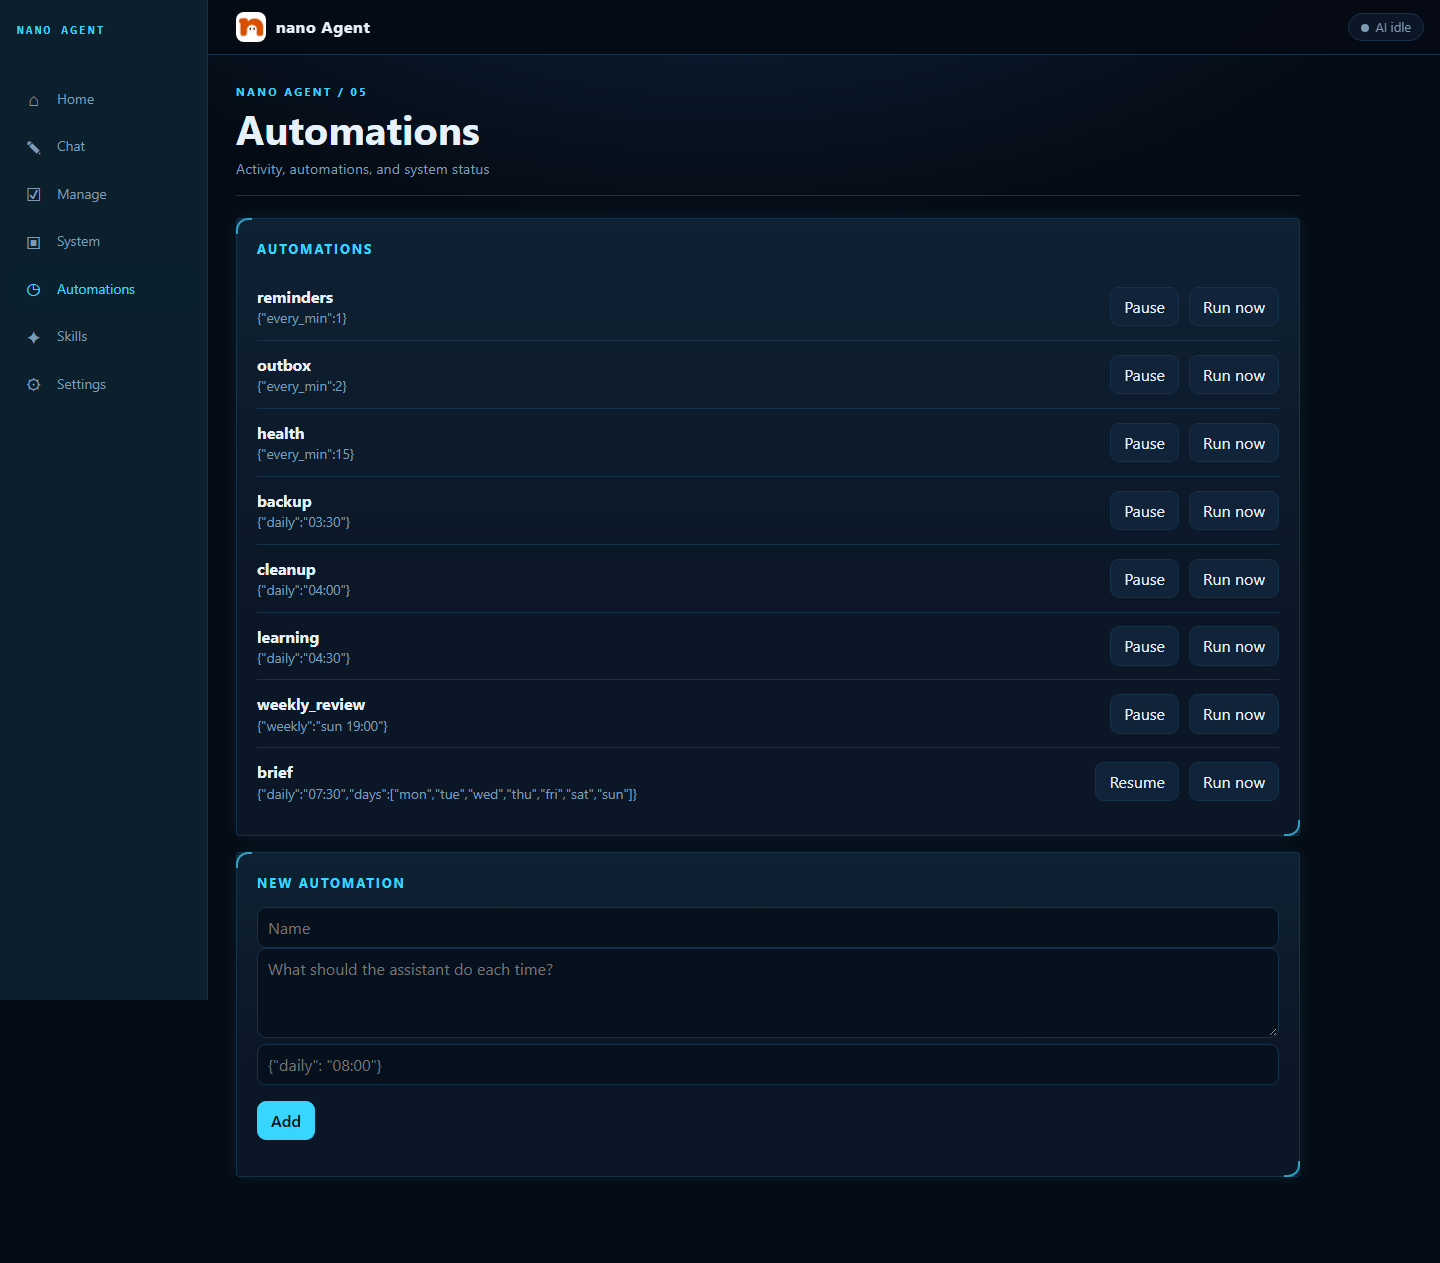 NANO AGENT
nano Agent
AI idle
Home
Chat
Manage
System
Automations
Skills
Settings
NANO AGENT / 05
Automations
Activity, automations, and system status
AUTOMATIONS
reminders
{"every_min":1}
Pause
Run now
outbox
{"every_min":2}
Pause
Run now
health
{"every_min":15}
Pause
Run now
backup
{"daily":"03:30"}
Pause
Run now
cleanup
{"daily":"04:00"}
Pause
Run now
learning
{"daily":"04:30"}
Pause
Run now
weekly_review
{"weekly":"sun 19:00"}
Pause
Run now
brief
{"daily":"07:30","days":["mon","tue","wed","thu","fri","sat","sun"]}
Resume
Run now
NEW AUTOMATION
Name
What should the assistant do each time?
{"daily": "08:00"}
Add